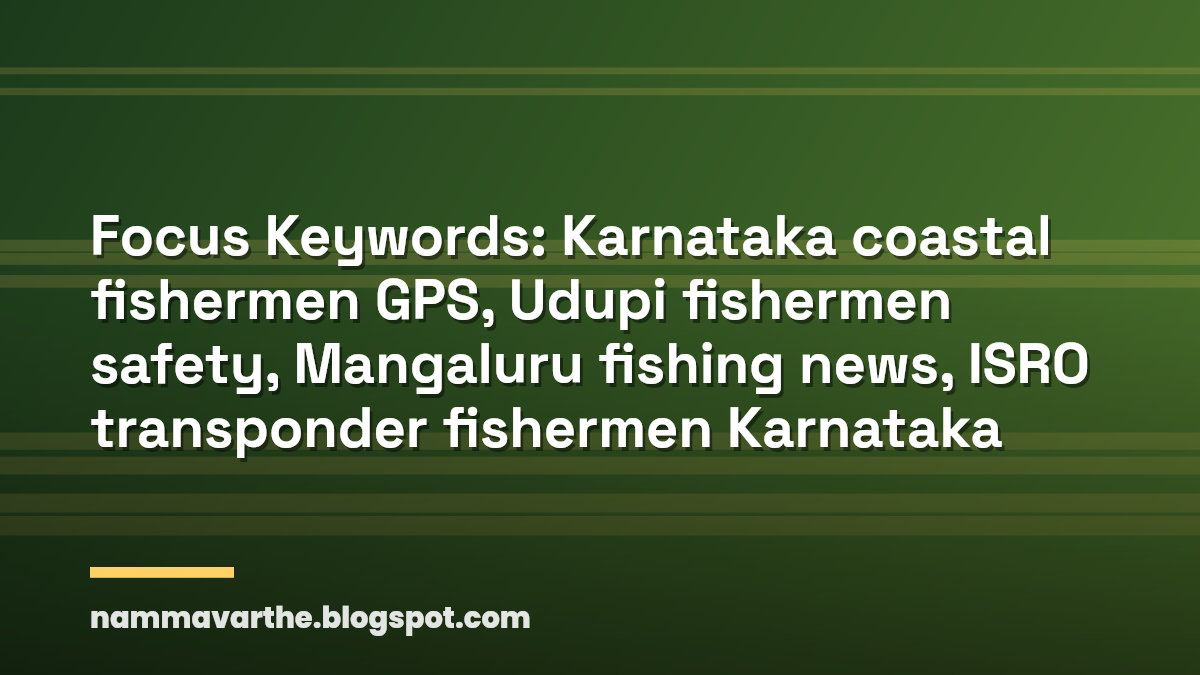 Focus Keywords: Karnataka coastal
fishermen GPS, Udupi fishermen
safety, Mangaluru fishing news, ISRO
transponder fishermen Karnataka
nammavarthe.blogspot.com